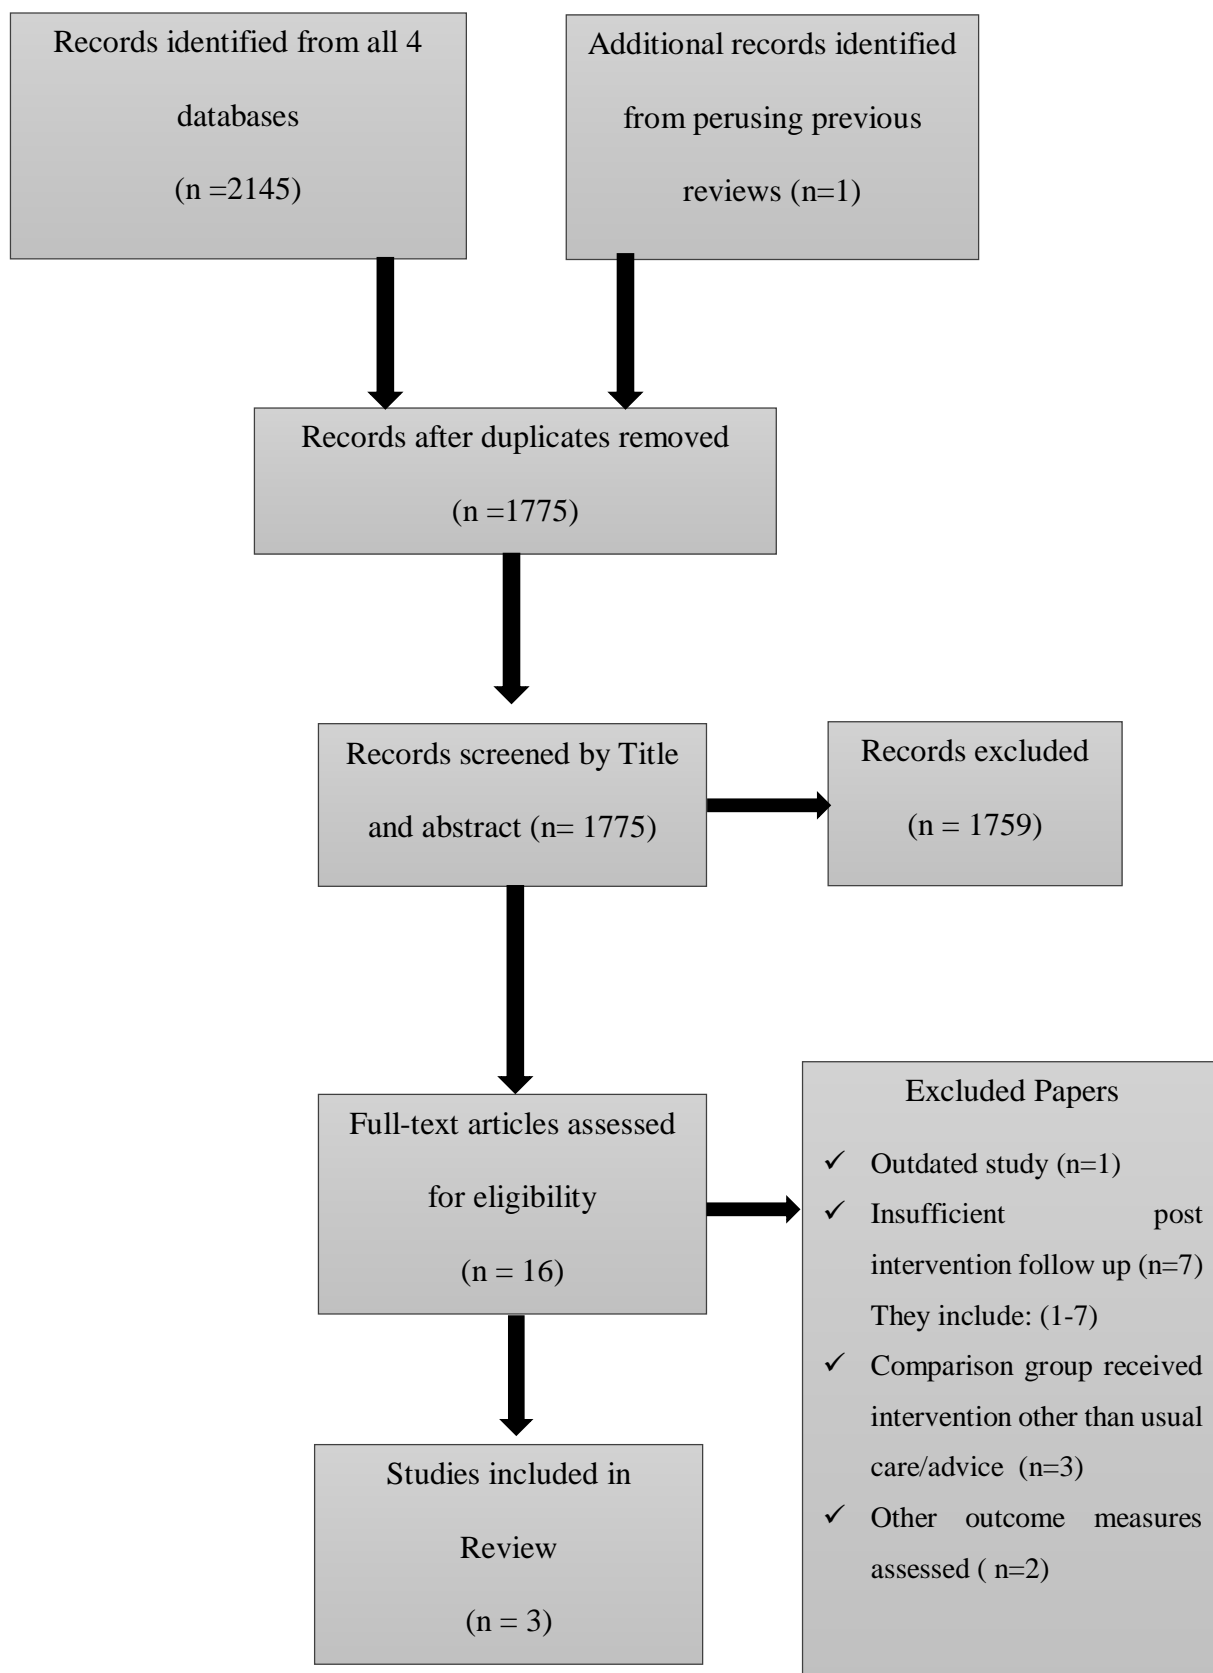 Records identified from all 4
databases
(n =2145)
Additional records identified
from perusing previous
reviews (n=1)
Records after duplicates removed
(n =1775)
Records screened by Title
and abstract (n= 1775)
Records excluded
(n = 1759)
Full-text articles assessed
for eligibility
(n = 16)
Excluded Papers
✓ Outdated study (n=1)
✓ Insufficient post
intervention follow up (n=7)
They include: (1-7)
✓ Comparison group received
intervention other than usual
care/advice (n=3)
✓ Other outcome measures
assessed ( n=2)
Studies included in
Review
(n = 3)